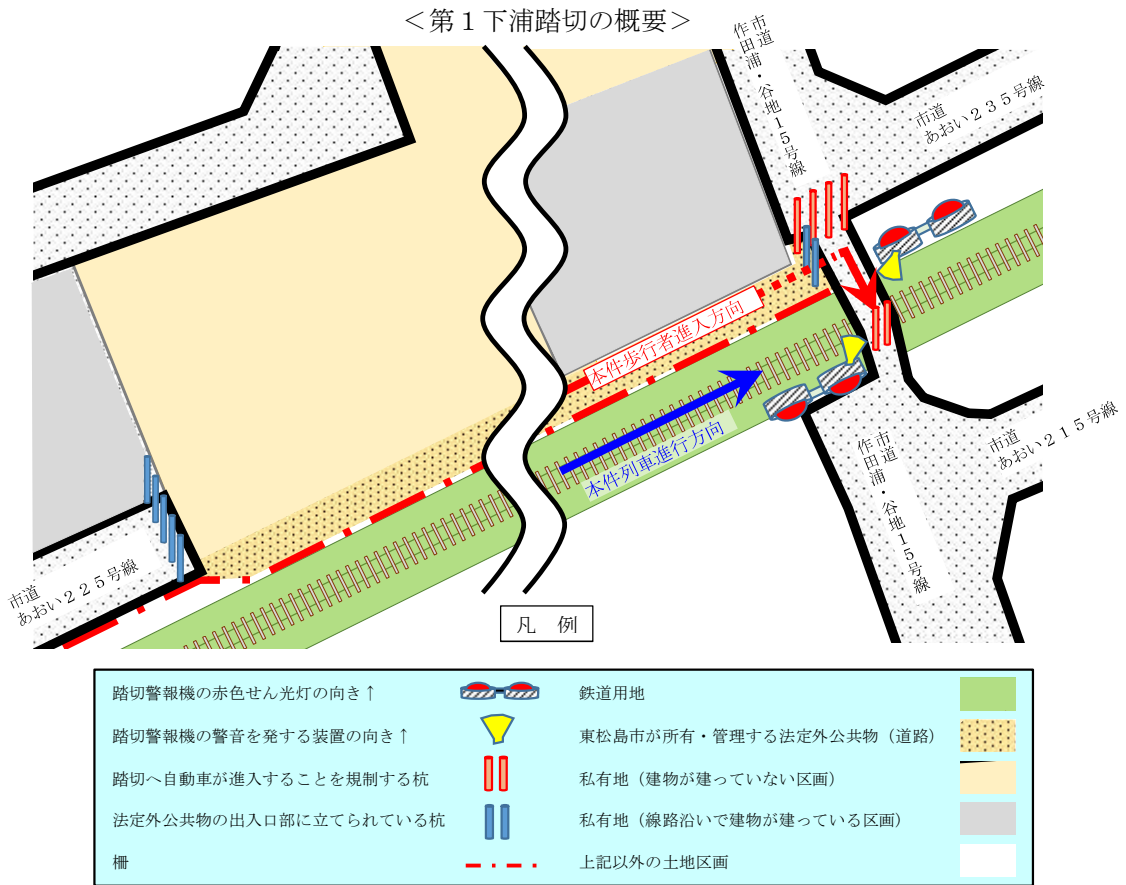 <第1下浦踏切の概要>
市道
作田浦・谷地15号線
市道
あおい235号線
本件歩行者進入方向
本件列車進行方向
市道
あおい215号線
市道
作田浦・谷地15号線
市道
あおい225号線
凡 例
踏切警報機の赤色せん光灯の向き↑
踏切警報機の警音を発する装置の向き↑
踏切へ自動車が進入することを規制する杭
法定外公共物の出入口部に立てられている杭
柵
鉄道用地
東松島市が所有・管理する法定外公共物(道路)
私有地(建物が建っていない区画)
私有地(線路沿いで建物が建っている区画)
上記以外の土地区画